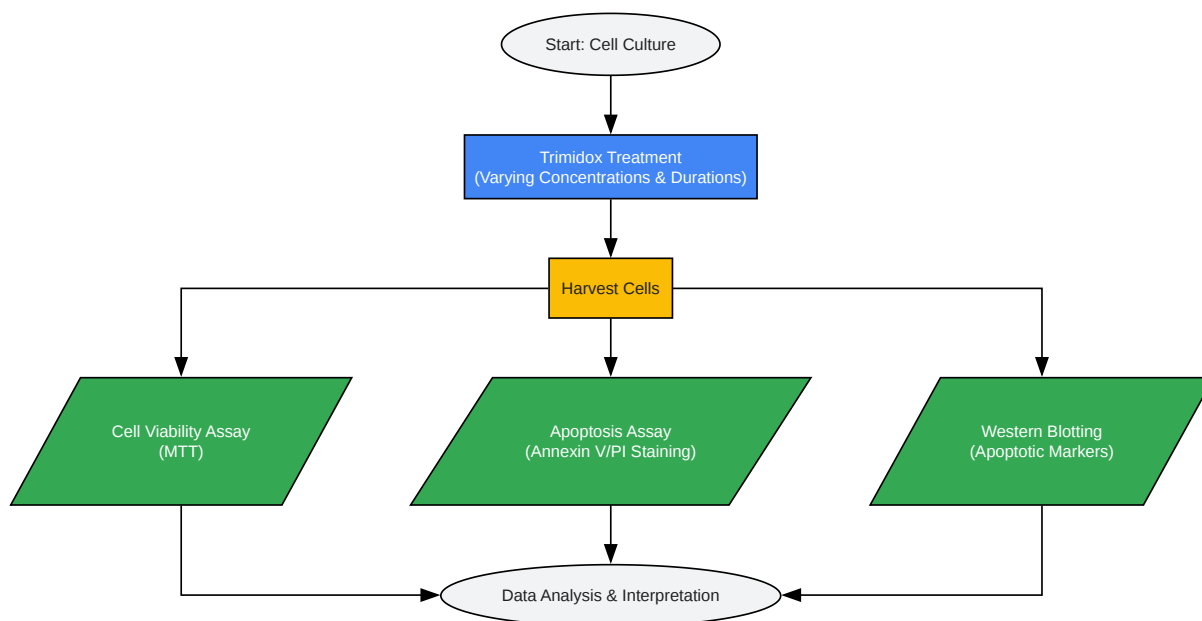 Start: Cell Culture
Trimidox Treatment
(Varying Concentrations & Durations)
Harvest Cells
Cell Viability Assay
(MTT)
Apoptosis Assay
(Annexin V/PI Staining)
Western Blotting
(Apoptotic Markers)
Data Analysis & Interpretation